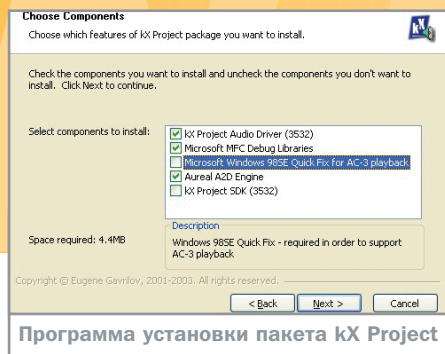 Choose Components
Choose which features of kX Project package you want to install.
kX
Check the components you want to install and uncheck the components you don't want to
install. Click Next to continue.
Select components to install:
kX Project Audio Driver (3532)
Microsoft MFC Debug Libraries
Microsoft Windows 98SE Quick Fix for AC-3 playback
Aureal A2D Engine
kX Project SDK (3532)
Space required: 4.4MB
Description
Windows 98SE Quick Fix - required in order to support
AC-3 playback
Copyright © Eugene Gavrilov, 2001-2003. All rights reserved.
< Back
Next >
Cancel
Программа установки пакета kX Project